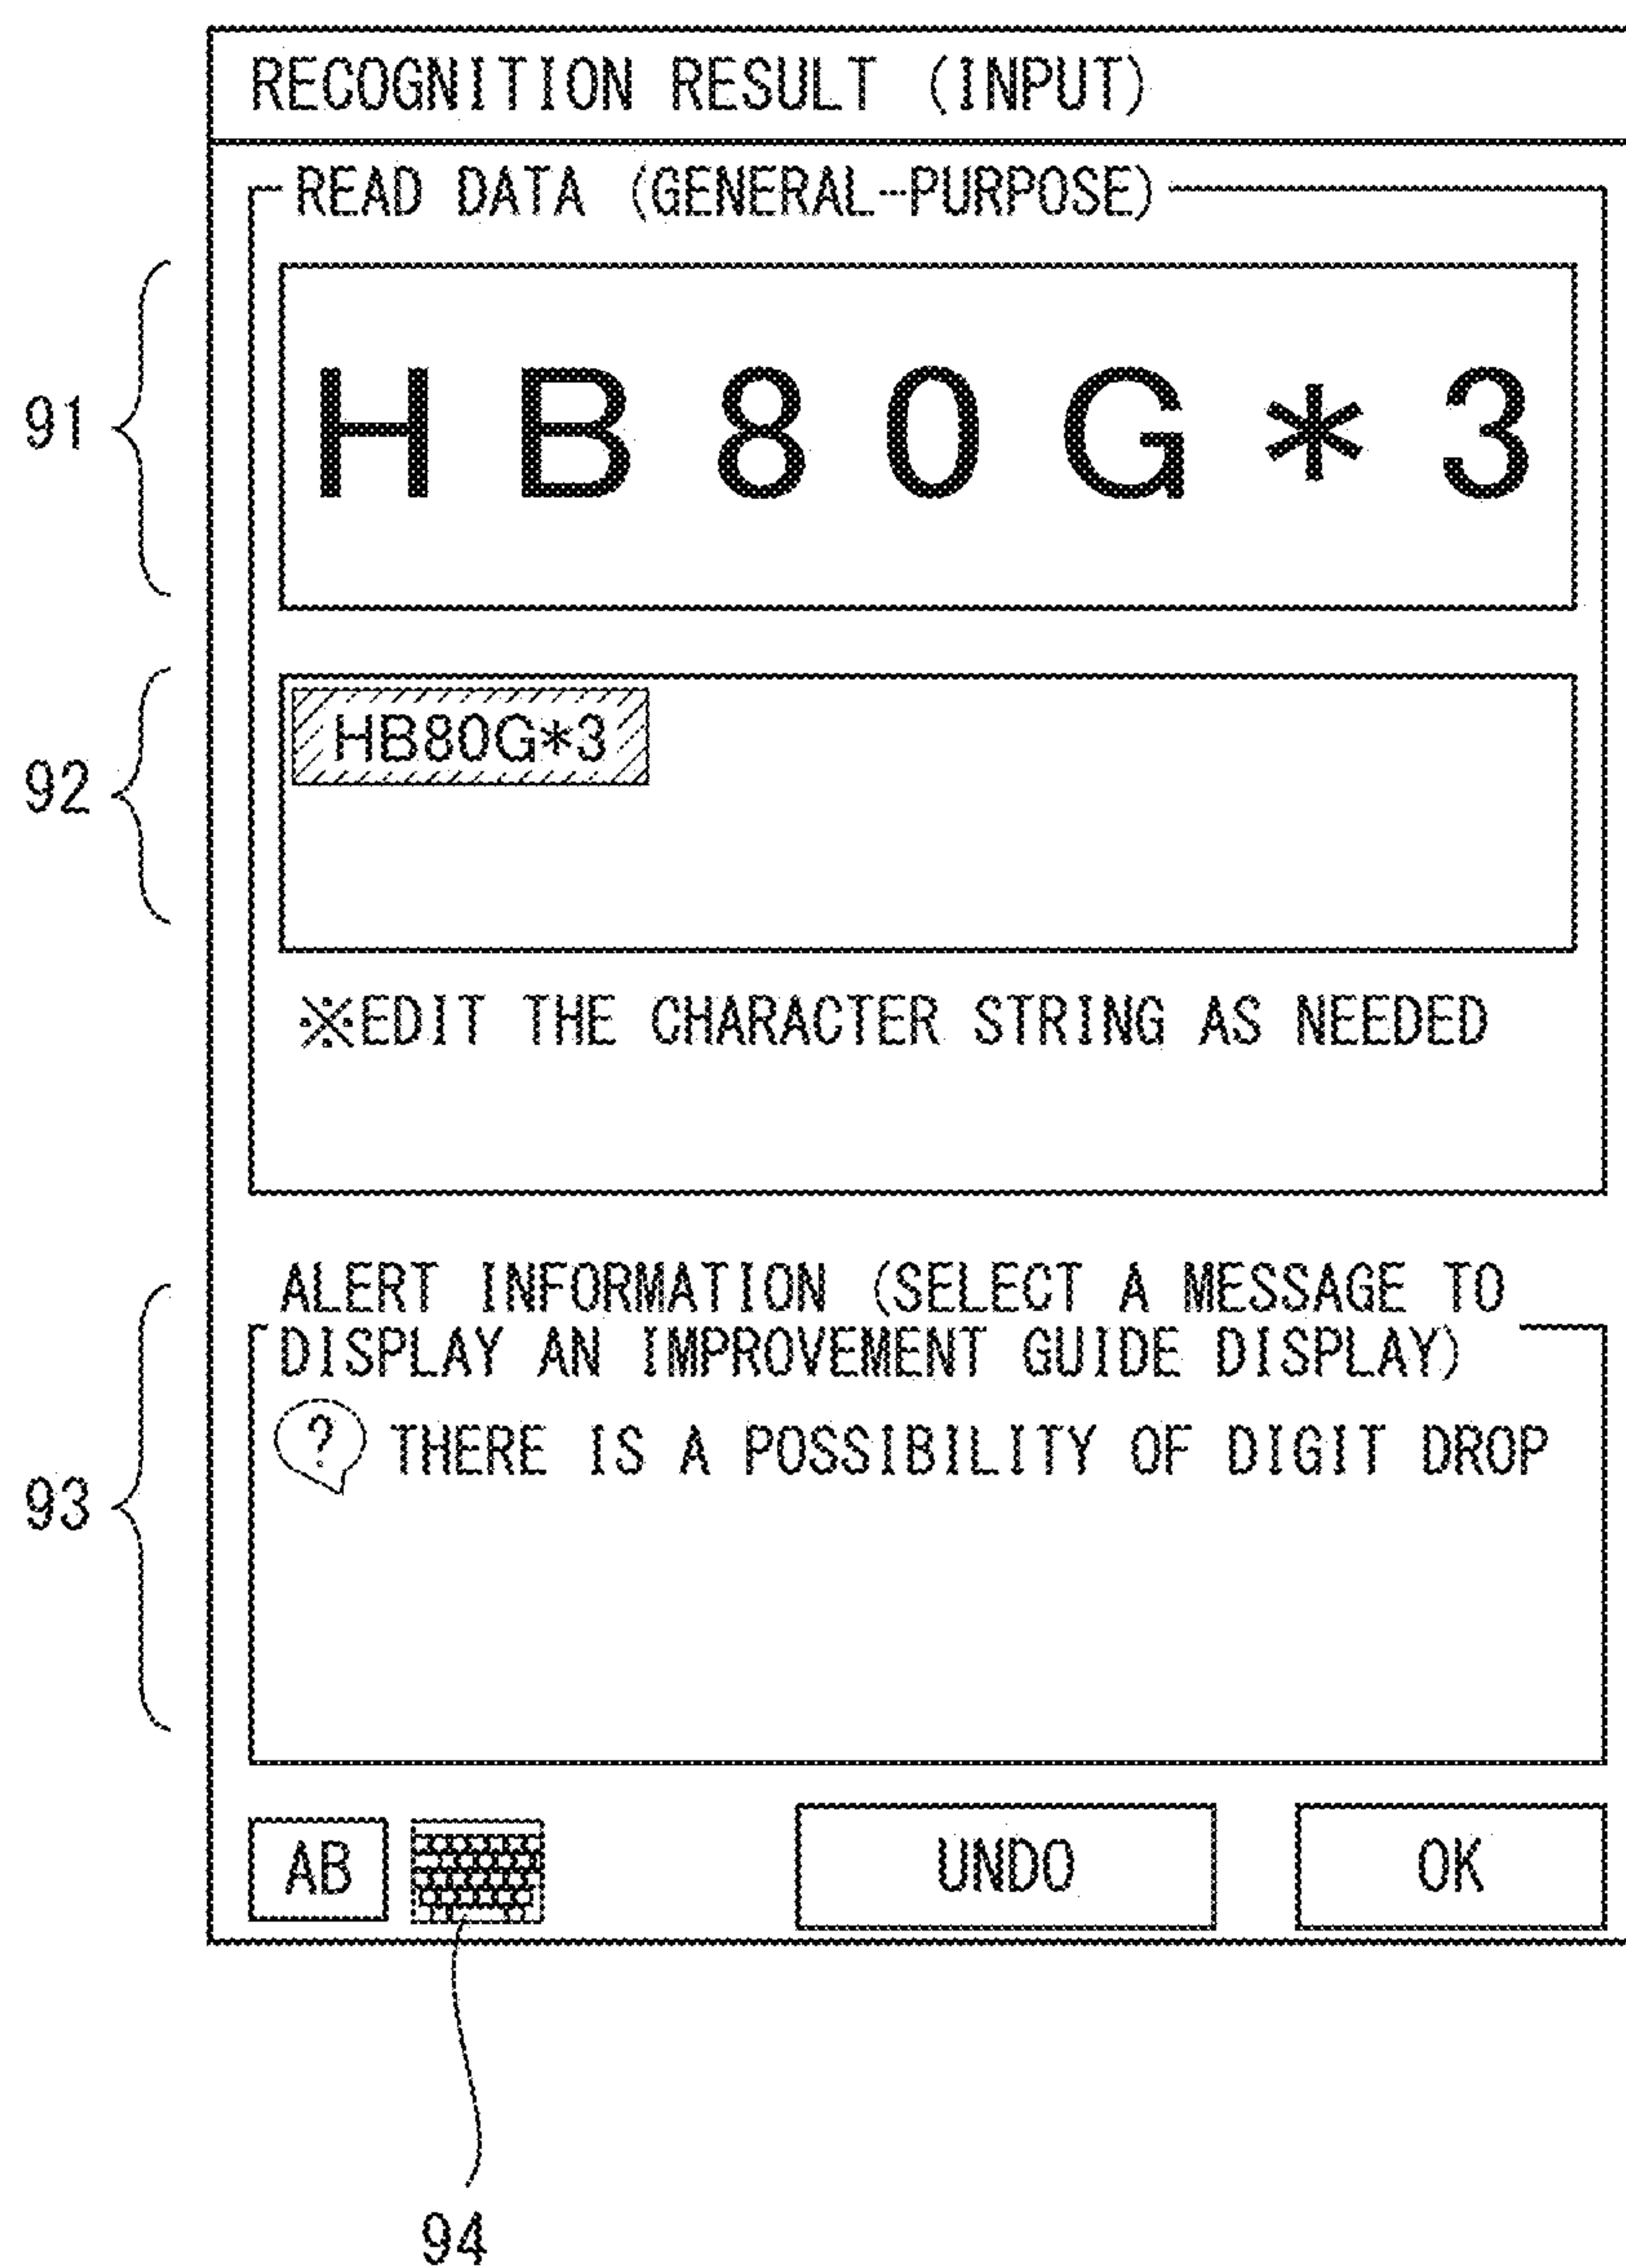 RECOGNITION RESULT (INPUT)
READ DATA (GENERAL-PURPOSE)
91
H B 8 0 G * 3
92
HB80G*3
※EDIT THE CHARACTER STRING AS NEEDED
ALERT INFORMATION (SELECT A MESSAGE TO
DISPLAY AN IMPROVEMENT GUIDE DISPLAY)
? THERE IS A POSSIBILITY OF DIGIT DROP
93
AB UNDO OK
94